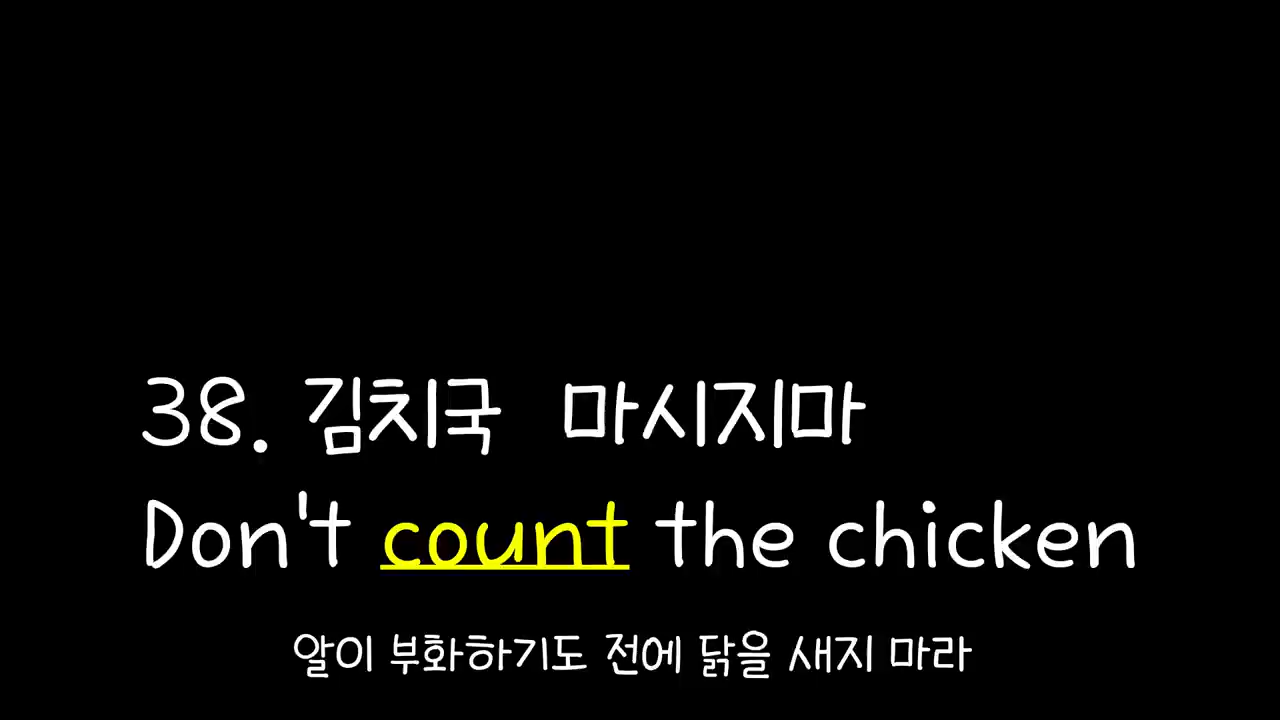 38. 김치국 마시지마
Don't count the chicken
알이 부화하기도 전에 닭을 새지 마라